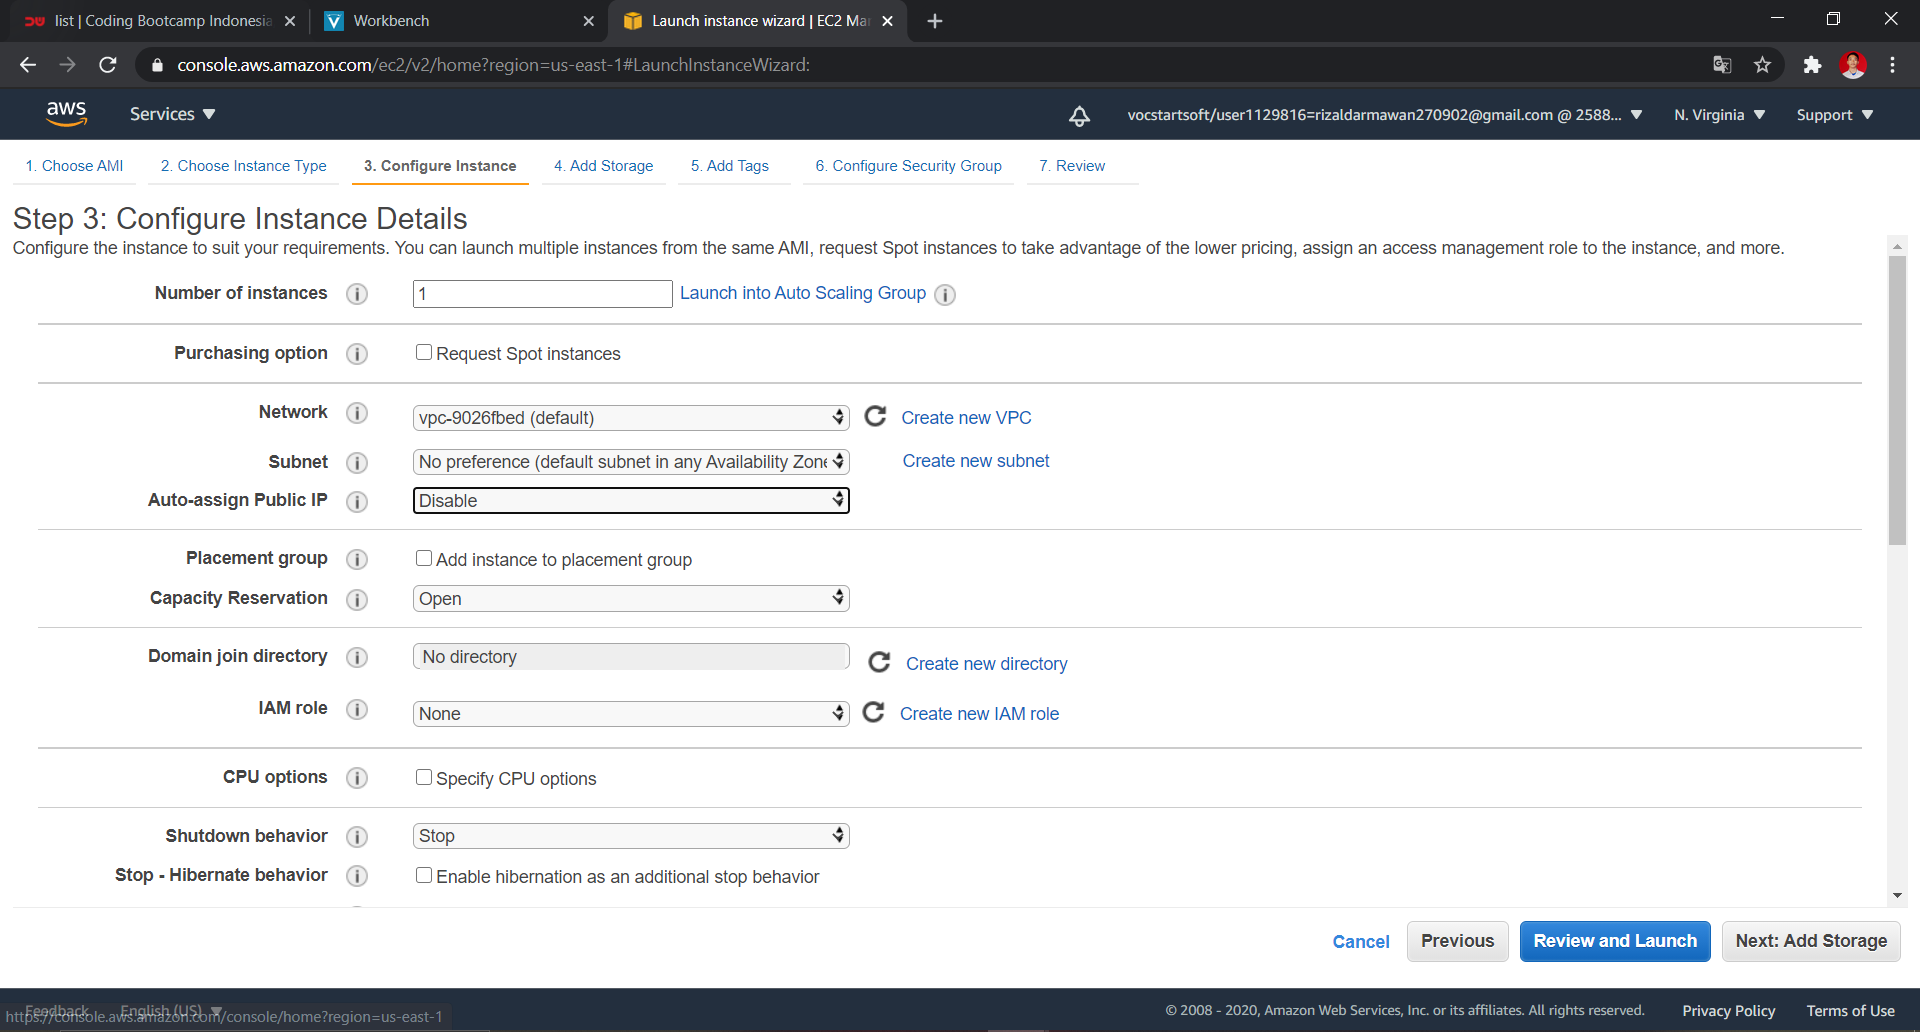 list | Coding Bootcamp Indonesia
Workbench
Launch instance wizard | EC2 Ma
console.aws.amazon.com/ec2/v2/home?region=us-east-1#LaunchInstanceWizard:
aws
Services
vocstartsoft/user1129816=rizaldarmawan270902@gmail.com @ 2588...
N. Virginia
Support
1. Choose AMI
2. Choose Instance Type
3. Configure Instance
4. Add Storage
5. Add Tags
6. Configure Security Group
7. Review
Step 3: Configure Instance Details
Configure the instance to suit your requirements. You can launch multiple instances from the same AMI, request Spot instances to take advantage of the lower pricing, assign an access management role to the instance, and more.
Number of instances
1
Launch into Auto Scaling Group
Purchasing option
Request Spot instances
Network
vpc-9026fbed (default)
Create new VPC
Subnet
No preference (default subnet in any Availability Zone
Create new subnet
Auto-assign Public IP
Disable
Placement group
Add instance to placement group
Capacity Reservation
Open
Domain join directory
No directory
Create new directory
IAM role
None
Create new IAM role
CPU options
Specify CPU options
Shutdown behavior
Stop
Stop - Hibernate behavior
Enable hibernation as an additional stop behavior
Cancel
Previous
Review and Launch
Next: Add Storage
Feedback
English (US)
https://console.aws.amazon.com/console/home?region=us-east-1
© 2008 - 2020, Amazon Web Services, Inc. or its affiliates. All rights reserved.
Privacy Policy
Terms of Use